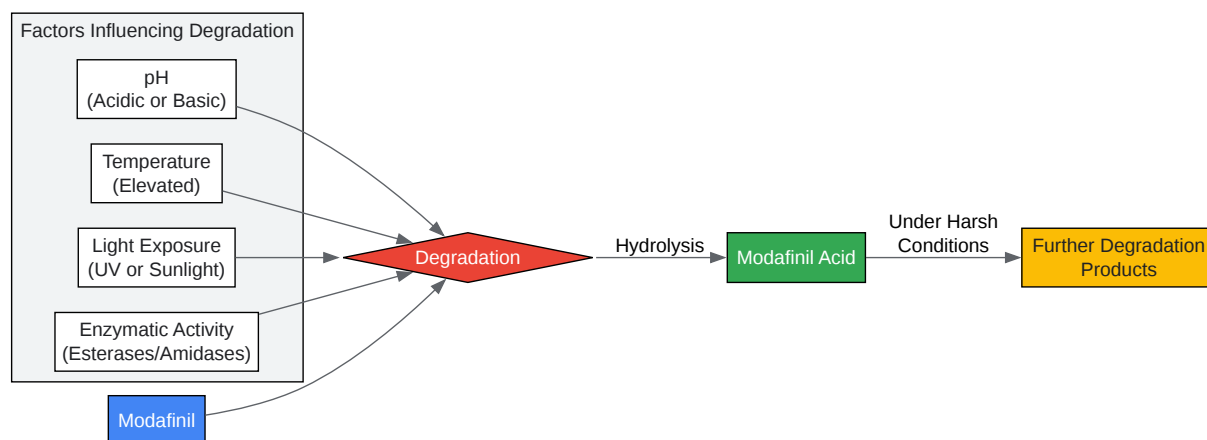 Factors Influencing Degradation
pH
(Acidic or Basic)
Temperature
(Elevated)
Light Exposure
(UV or Sunlight)
Enzymatic Activity
(Esterases/Amidases)
Modafinil
Degradation
Hydrolysis
Modafinil Acid
Under Harsh
Conditions
Further Degradation
Products